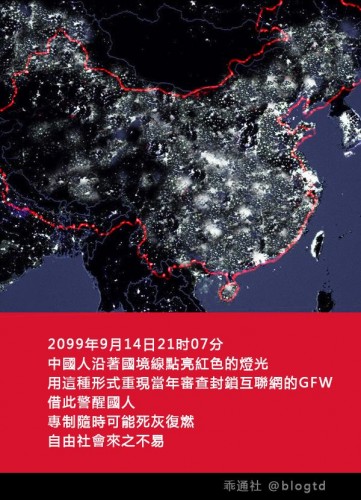 2099年9月14日21时07分
中國人沿著國境線點亮紅色的燈光
用這種形式重現當年審查封鎖互聯網的GFW
借此警醒國人
專制隨時可能死灰復燃
自由社會來之不易
乖通社 @blogtd